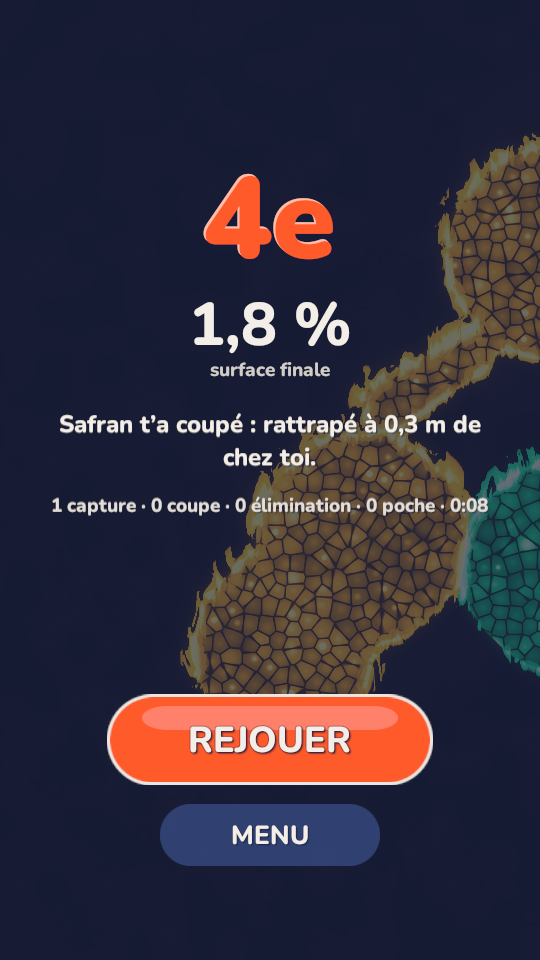 4e
1,8 %
surface finale
Safran t’a coupé : rattrapé à 0,3 m de
chez toi.
1 capture · 0 coupe · 0 élimination · 0 poche · 0:08
REJOUER
MENU